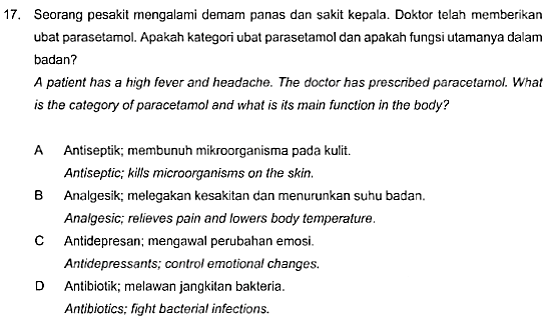 17. Seorang pesakit mengalami demam panas dan sakit kepala. Doktor telah memberikan
ubat parasetamol. Apakah kategori ubat parasetamol dan apakah fungsi utamanya dalam
badan?
A patient has a high fever and headache. The doctor has prescribed paracetamol. What
is the category of paracetamol and what is its main function in the body?
A Antiseptik; membunuh mikroorganisma pada kulit.
Antiseptic; kills microorganisms on the skin.
B Analgesik; melegakan kesakitan dan menurunkan suhu badan.
Analgesic; relieves pain and lowers body temperature.
C Antidepresan; mengawal perubahan emosi.
Antidepressants; control emotional changes.
D Antibiotik; melawan jangkitan bakteria.
Antibiotics; fight bacterial infections.